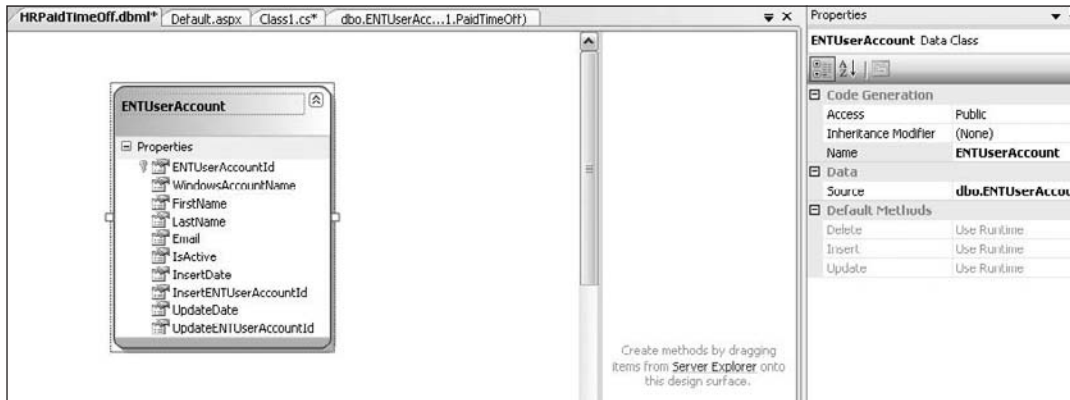 HRPaidTimeOff.dbml* Default.aspx Class1.cs* dbo.ENTUserAcc...1.PaidTimeOff)
ENTUserAccount
Properties
ENTUserAccountId
WindowsAccountName
FirstName
LastName
Email
IsActive
InsertDate
InsertENTUserAccountId
UpdateDate
UpdateENTUserAccountId
Create methods by dragging
items from Server Explorer onto
this design surface.
Properties
ENTUserAccount Data Class
Code Generation
Access Public
Inheritance Modifier (None)
Name ENTUserAccount
Data
Source dbo.ENTUserAccou
Default Methods
Delete Use Runtime
Insert Use Runtime
Update Use Runtime